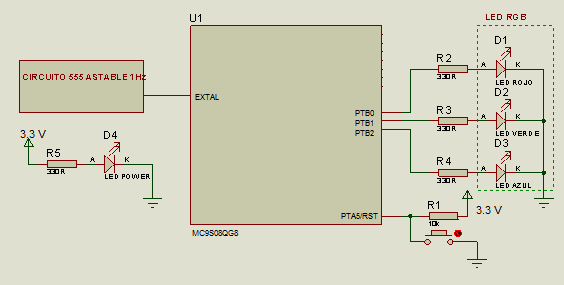 LED RGB
U1
D1
R2
A
K
330R
LED ROJO
CIRCUITO 555 ASTABLE 1Hz
EXTAL
D2
PTB0
R3
A
K
PTB1
330R
LED VERDE
PTB2
3.3 V
D4
D3
R5
A
K
R4
A
K
330R
LED POWER
330R
LED AZUL
R1
PTA5/RST
3.3 V
10k
MC9S08QG8